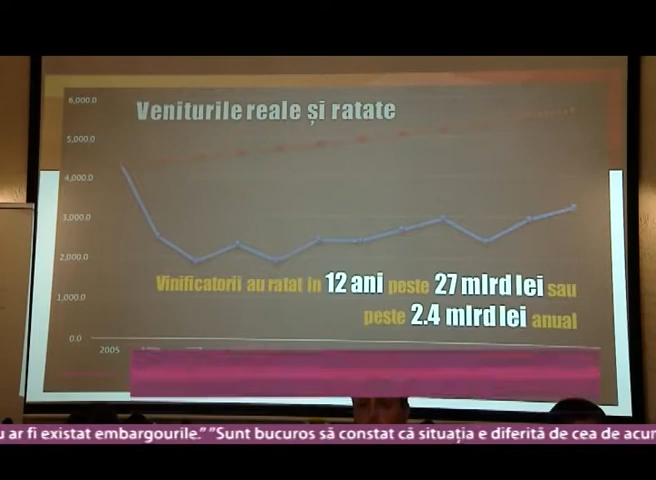 6,000.0
Veniturile reale și ratate
5,000.0
4,000.0
3,000.0
2,000.0
Vinificatorii au ratat în 12 ani peste 27 mlrd lei sau
1,000.0
peste 2.4 mlrd lei anual
0.0
2005
ar fi existat embargourile.” ”Sunt bucuros să constat că situația e diferită de cea de